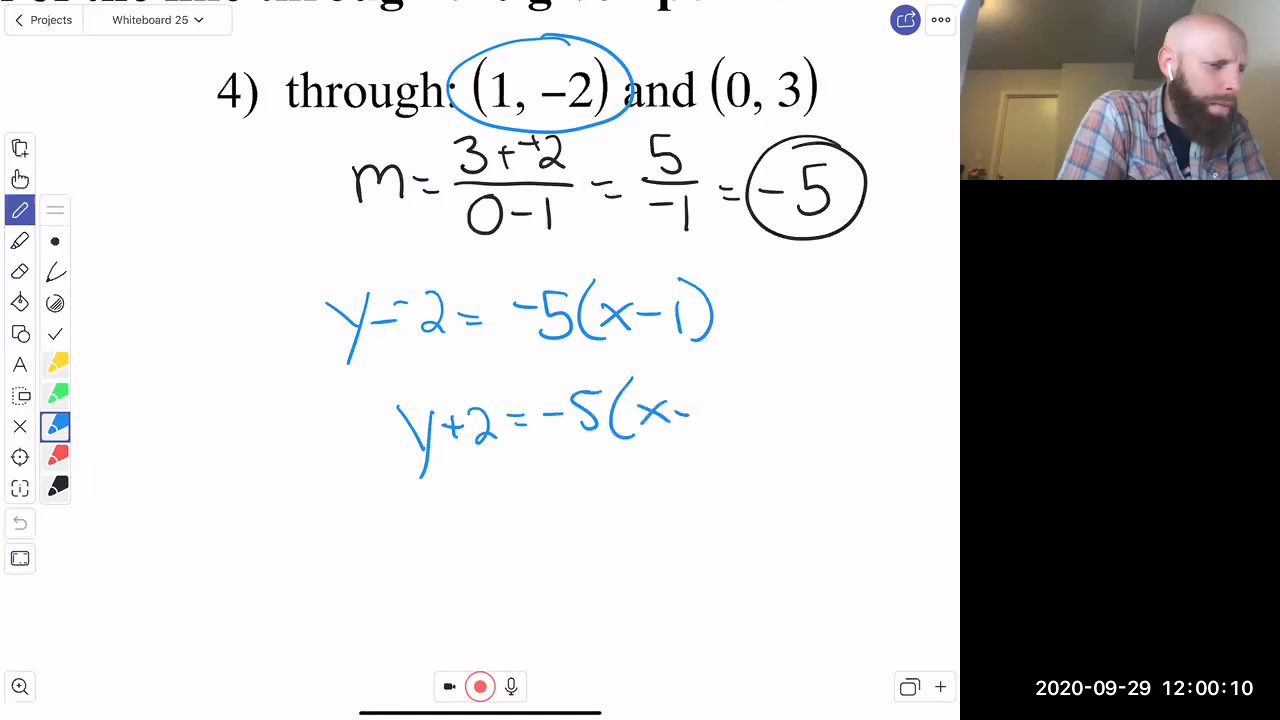 Projects
Whiteboard 25
4) through: (1, −2) and (0, 3)
m = 3 + +2 / 0 − 1 = 5 / −1 = −5
y − −2 = −5(x − 1)
y + 2 = −5(x -
A
2020-09-29 12:00:10